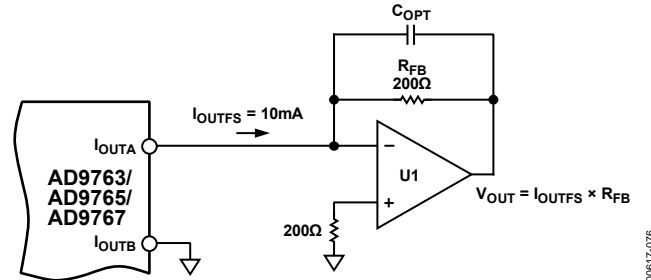 COPT
RFB
200Ω
IOUTFS = 10mA
IOUTA
AD9763/
AD9765/
AD9767
IOUTB
−
U1
+
200Ω
VOUT = IOUTFS × RFB
00617-076